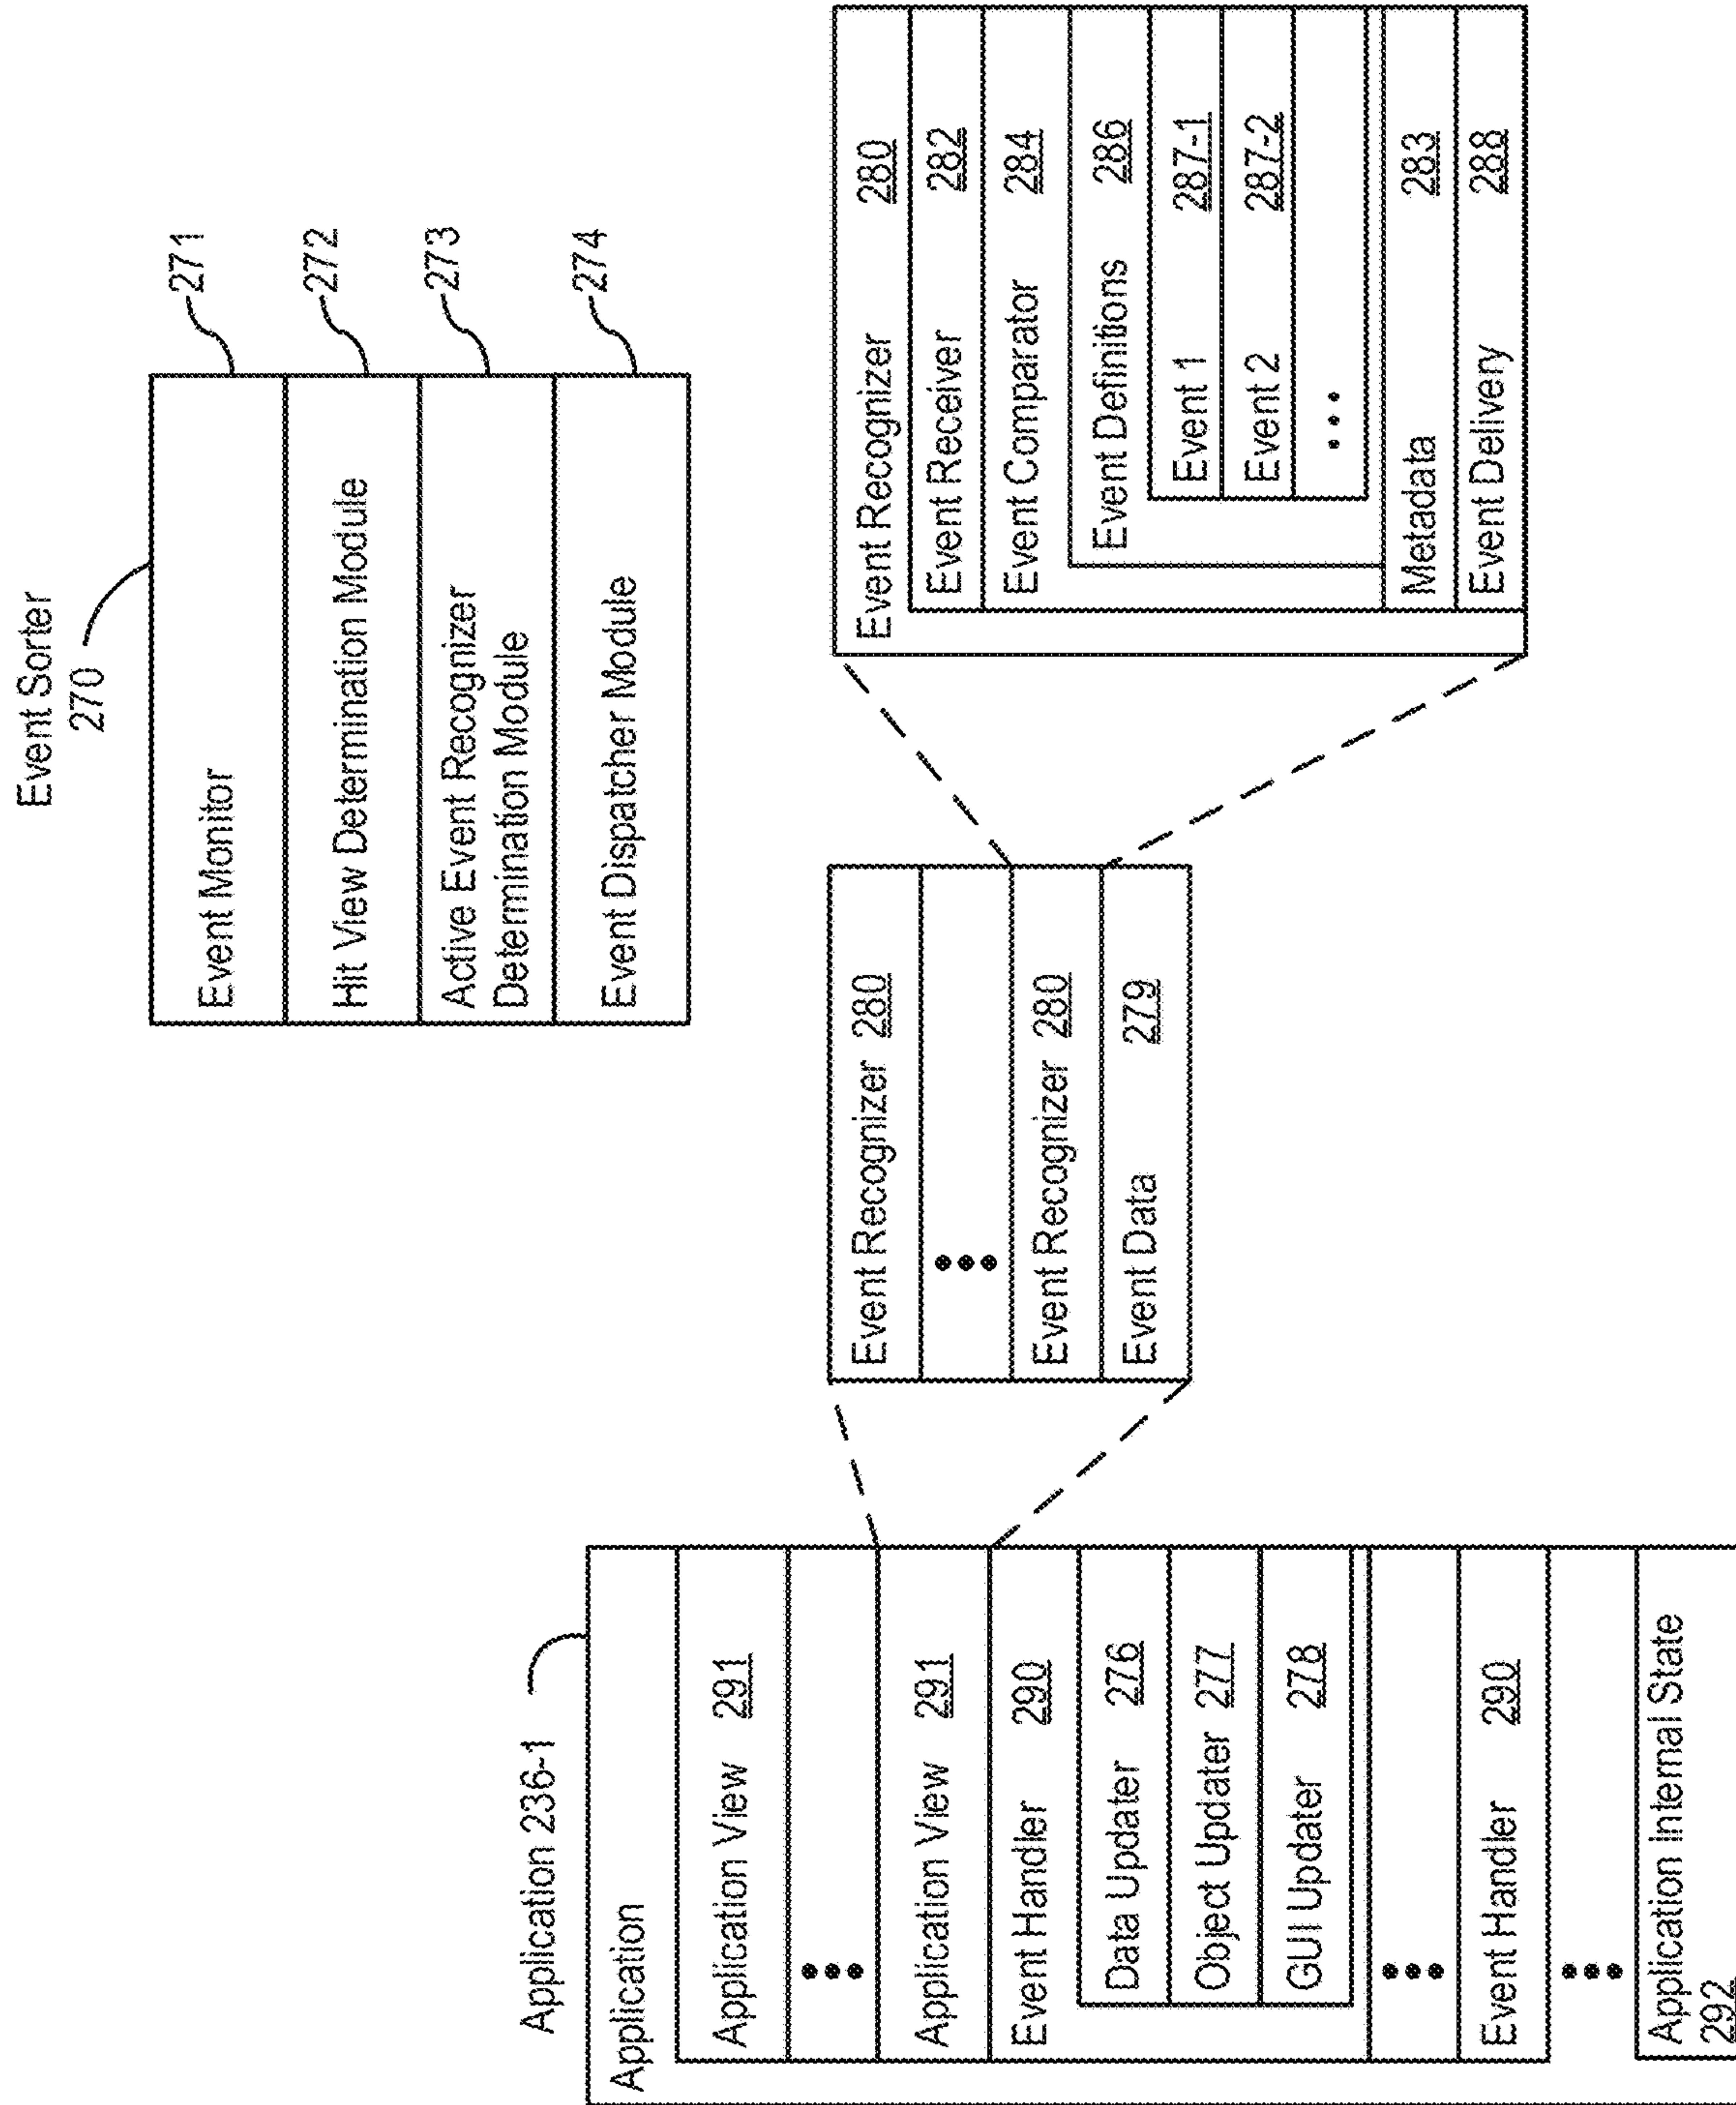 Event Sorter
270
Event Monitor
271
Hit View Determination Module
272
Active Event Recognizer
Determination Module
273
Event Dispatcher Module
274
Application 236-1
Application
Application View 291
•••
Application View 291
Event Handler 290
Data Updater 276
Object Updater 277
GUI Updater 278
•••
Event Handler 290
•••
Application Internal State
292
Event Recognizer 280
•••
Event Recognizer 280
Event Data 279
Event Recognizer 280
Event Receiver 282
Event Comparator 284
Event Definitions 286
Event 1 287-1
Event 2 287-2
•••
Metadata 283
Event Delivery 288